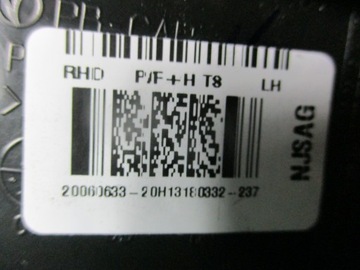 RHD P/F+H T8 LH
NJSAG
20060633-20H13180332-237